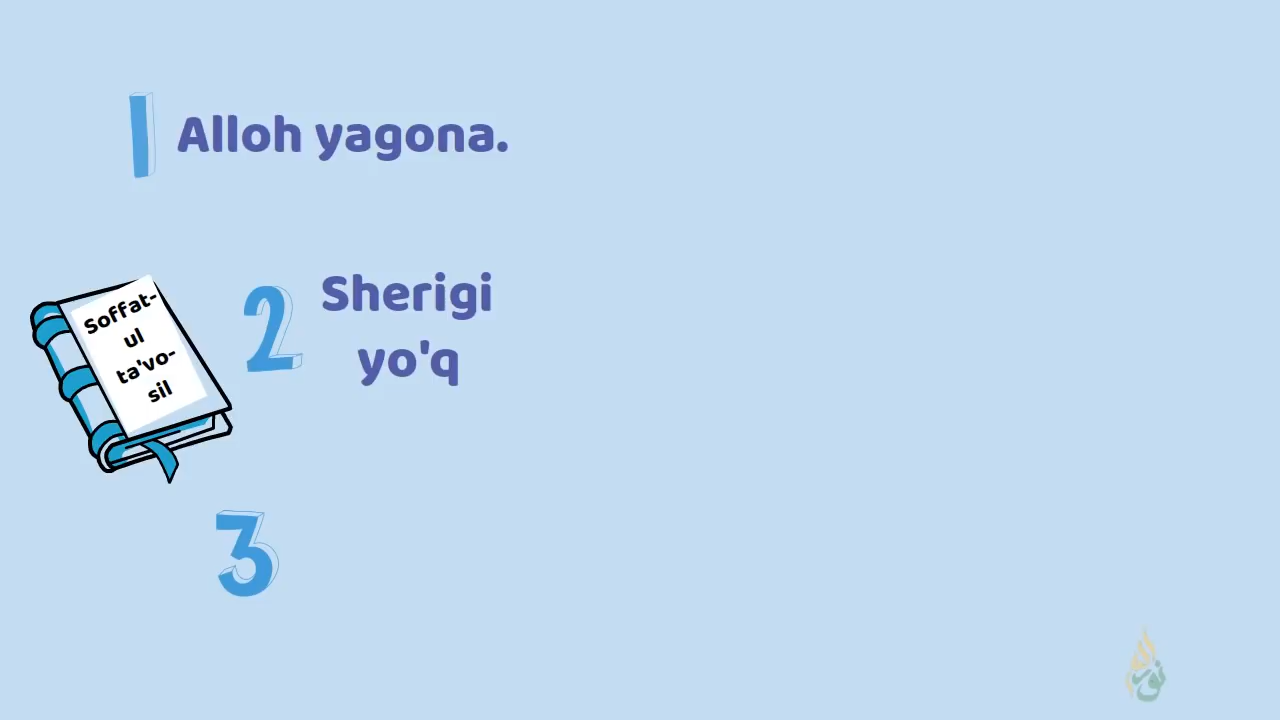 1 Alloh yagona.
Soffat-
ul
ta'vo-
sil
2 Sherigi
yo'q
3